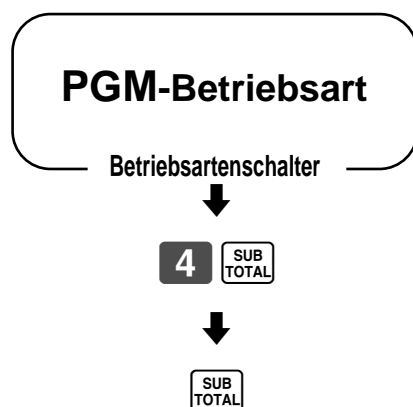 PGM-Betriebsart
Betriebsartenschalter
4 SUB
TOTAL
SUB
TOTAL